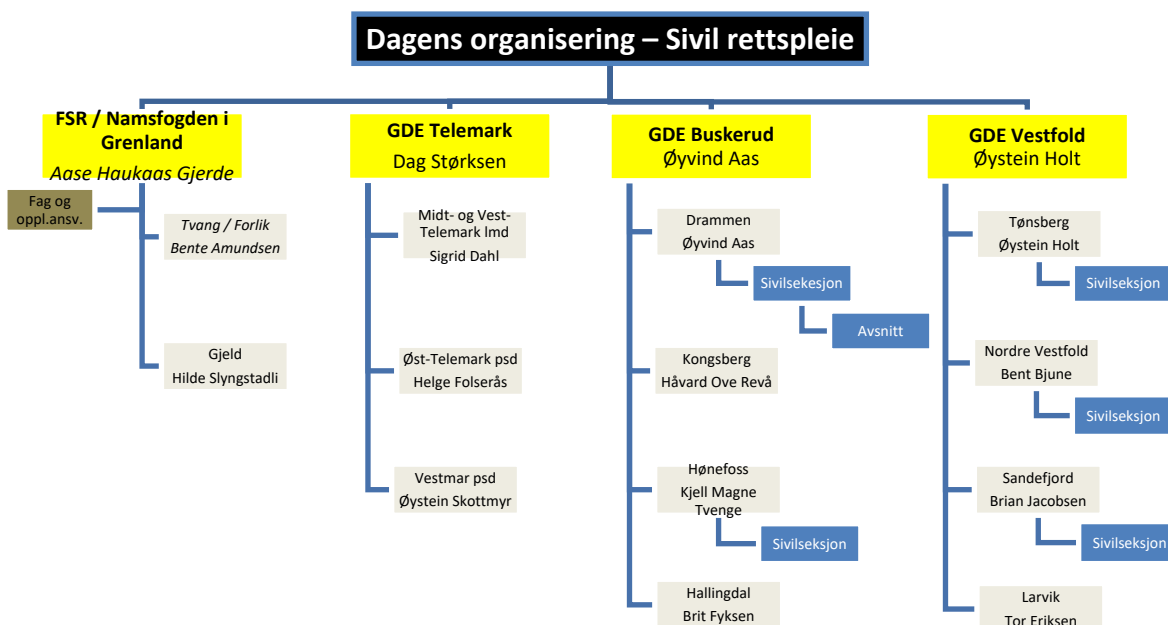 Dagens organisering – Sivil rettspleie
FSR / Namsfogden i
Grenland
Aase Haukaas Gjerde
Fag og
oppl.ansv.
Tvang / Forlik
Bente Amundsen
Gjeld
Hilde Slyngstadli
GDE Telemark
Dag Størksen
Midt- og Vest-
Telemark lmd
Sigrid Dahl
Øst-Telemark psd
Helge Folserås
Vestmar psd
Øystein Skottmyr
GDE Buskerud
Øyvind Aas
Drammen
Øyvind Aas
Sivilsekesjon
Avsnitt
Kongsberg
Håvard Ove Revå
Hønefoss
Kjell Magne
Tvenge
Sivilseksjon
Hallingdal
Brit Fyksen
GDE Vestfold
Øystein Holt
Tønsberg
Øystein Holt
Sivilseksjon
Nordre Vestfold
Bent Bjune
Sivilseksjon
Sandefjord
Brian Jacobsen
Sivilseksjon
Larvik
Tor Eriksen